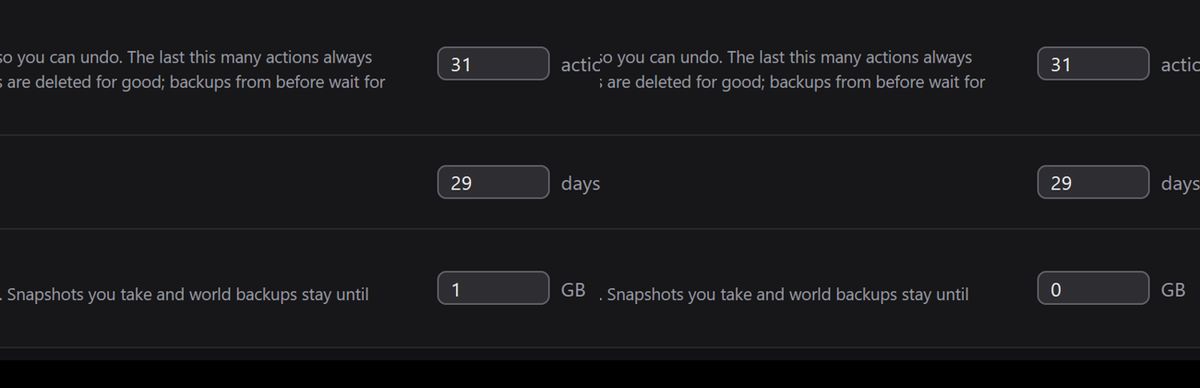 so you can undo. The last this many actions always
are deleted for good; backups from before wait for
31
29 days
. Snapshots you take and world backups stay until
1 GB
you can undo. The last this many actions always
are deleted for good; backups from before wait for
31
29 days
. Snapshots you take and world backups stay until
0 GB